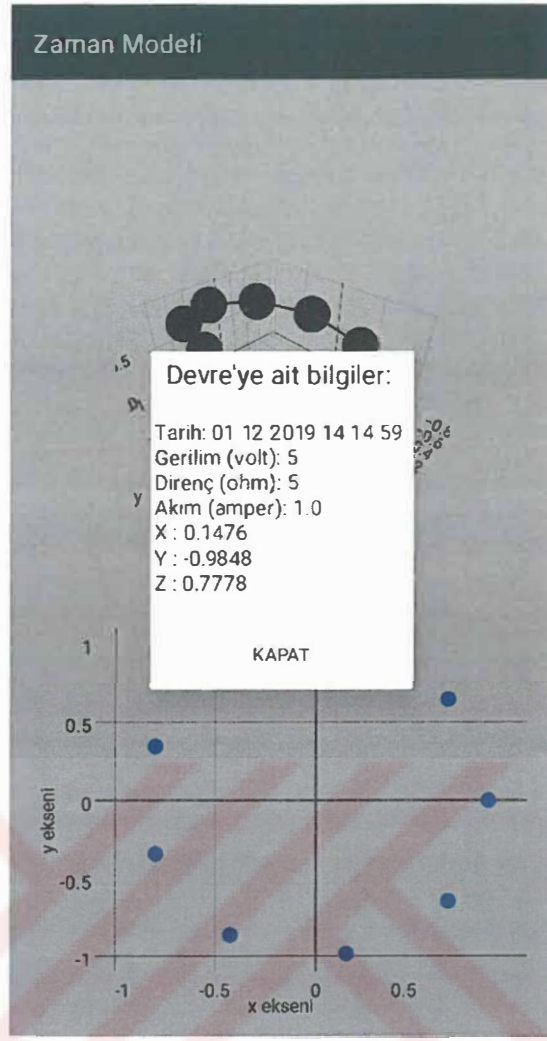 Zaman Modeli
Devre'ye ait bilgiler:
Tarih: 01 12 2019 14 14 59
Gerilim (volt): 5
Direnç (ohm): 5
Akım (amper): 1.0
X : 0.1476
Y : -0.9848
Z : 0.7778
KAPAT
y
-0.6
1
0.5
0
-0.5
-1
y ekseni
-1
-0.5
0
0.5
x ekseni